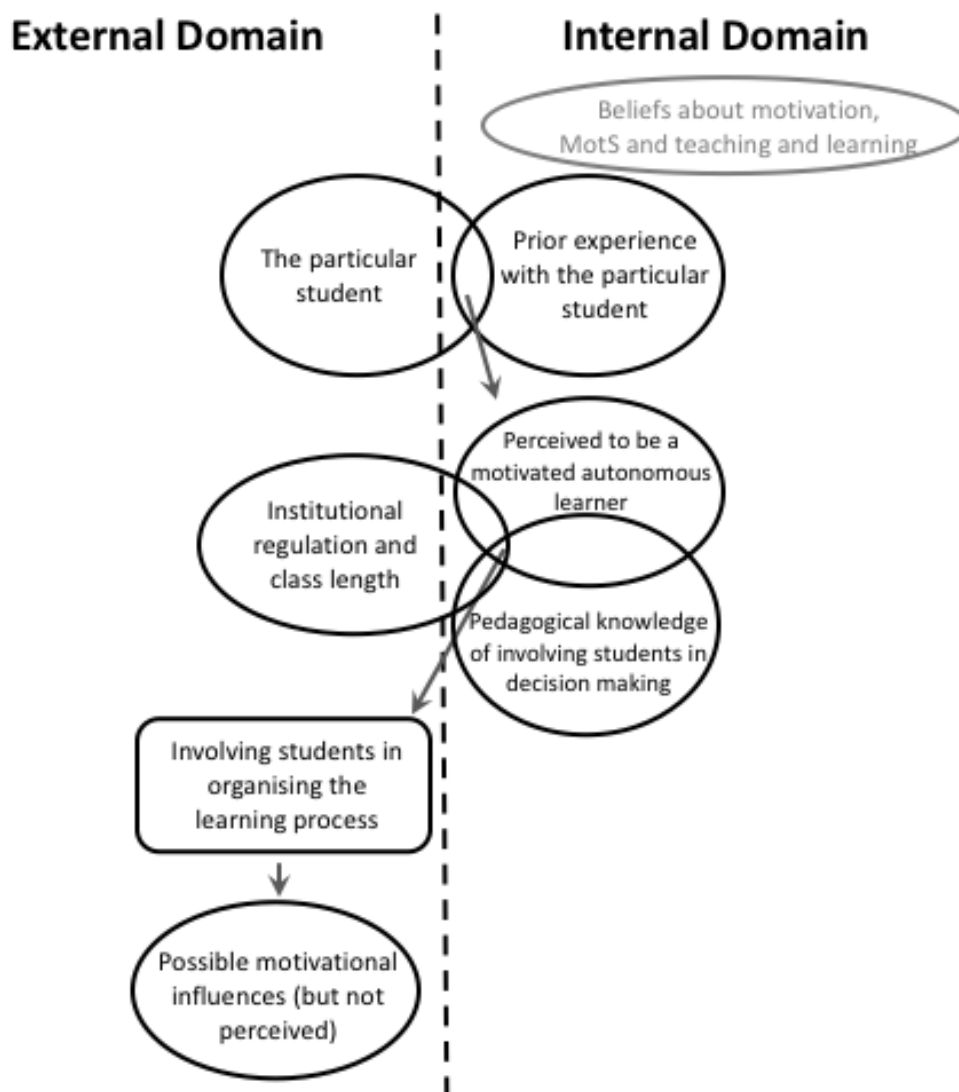 External Domain
Internal Domain
Beliefs about motivation,
MotS and teaching and learning
The particular
student
Prior experience
with the particular
student
Perceived to be a
motivated autonomous
learner
Institutional
regulation and
class length
Pedagogical knowledge
of involving students in
decision making
Involving students in
organising the
learning process
Possible motivational
influences (but not
perceived)